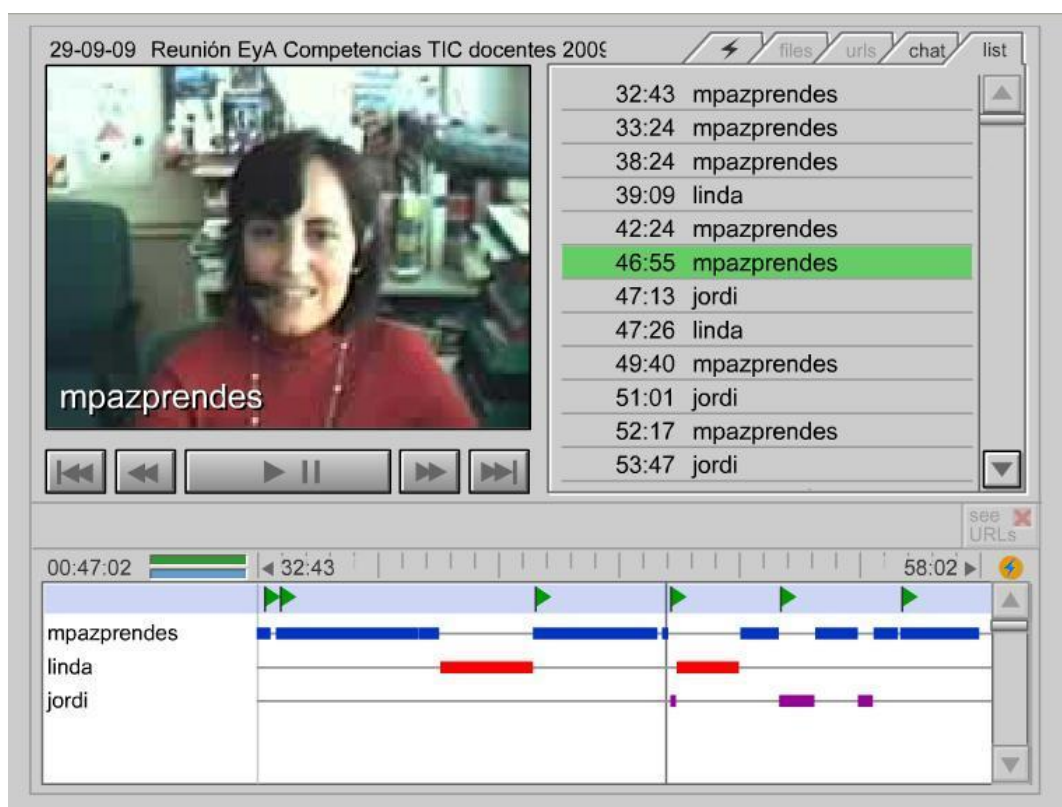 29-09-09 Reunión EyA Competencias TIC docentes 2009
files urls chat list
32:43 mpazprendes
33:24 mpazprendes
38:24 mpazprendes
39:09 linda
42:24 mpazprendes
46:55 mpazprendes
47:13 jordi
47:26 linda
49:40 mpazprendes
51:01 jordi
52:17 mpazprendes
53:47 jordi
mpazprendes
see
URLs
00:47:02 32:43 58:02
mpazprendes
linda
jordi